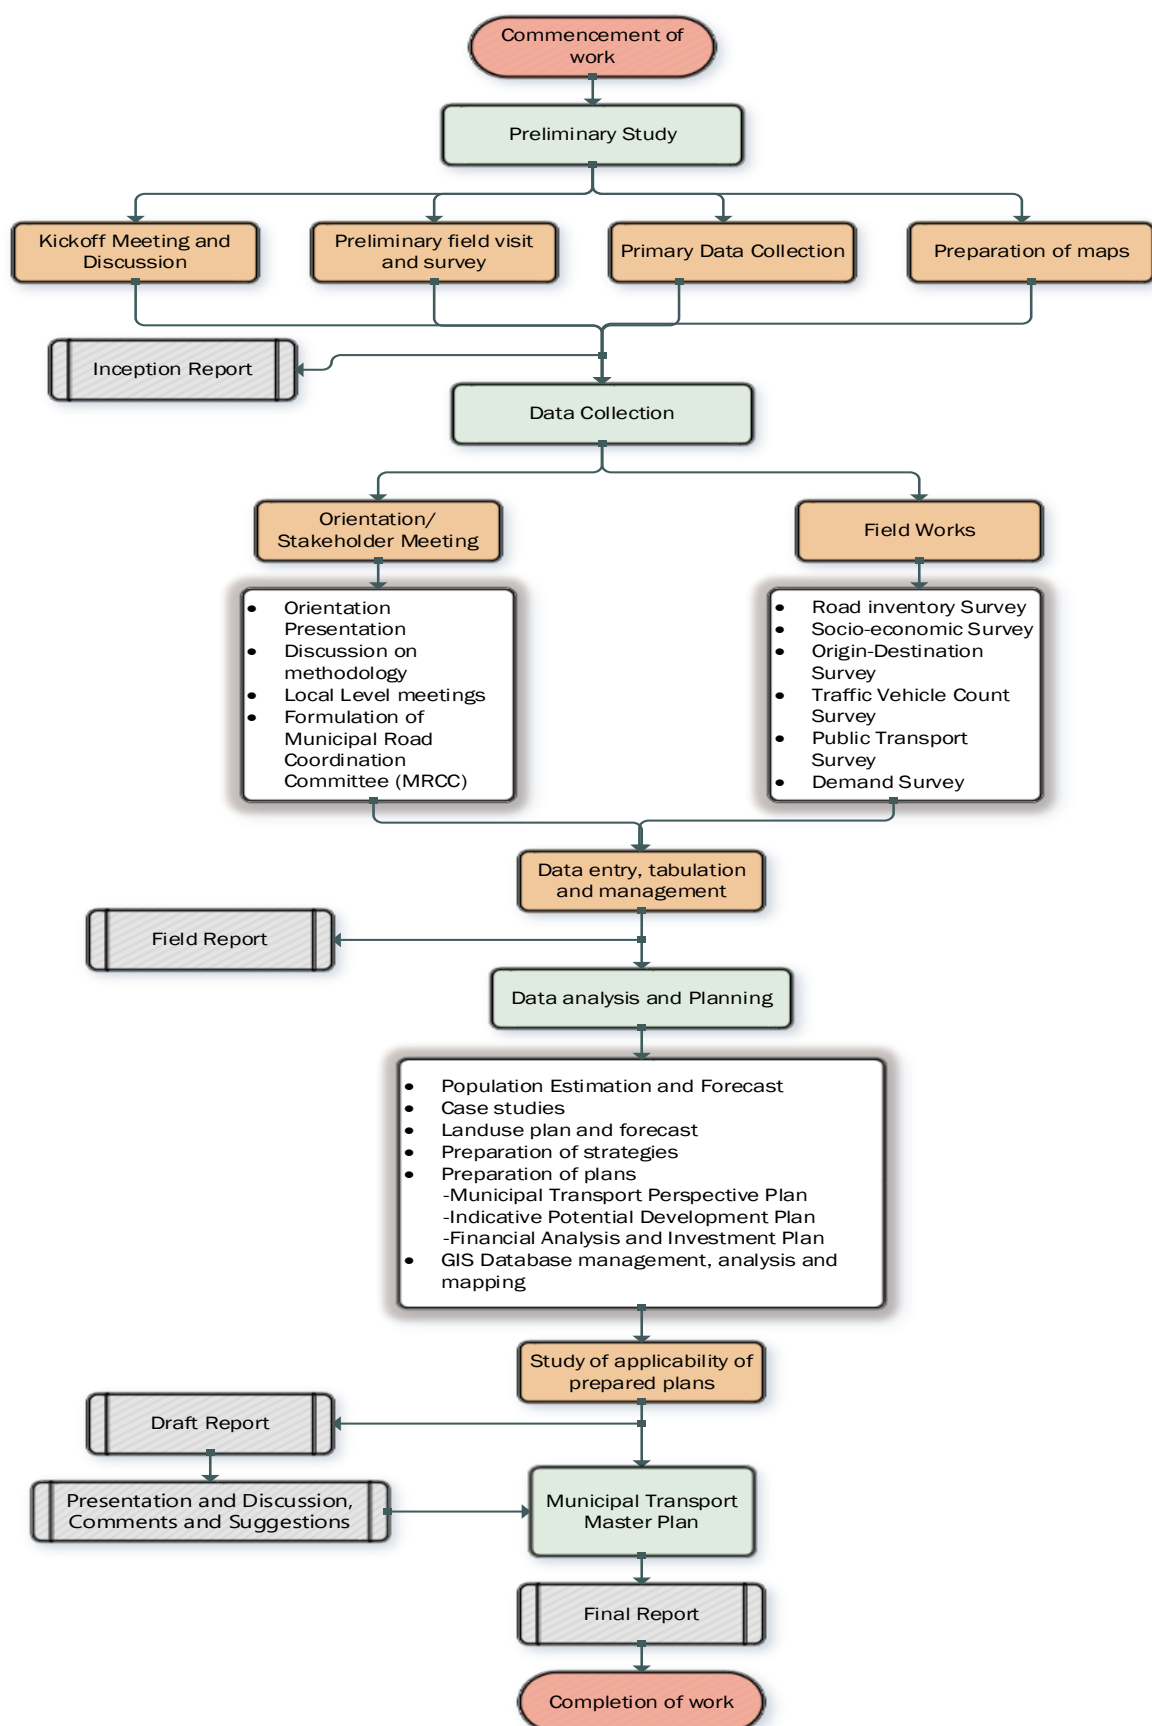 Commencement of
work
Preliminary Study
Kickoff Meeting and
Discussion
Preliminary field visit
and survey
Primary Data Collection
Preparation of maps
Inception Report
Data Collection
Orientation/
Stakeholder Meeting
Field Works
• Orientation
Presentation
• Discussion on
methodology
• Local Level meetings
• Formulation of
Municipal Road
Coordination
Committee (MRCC)
• Road inventory Survey
• Socio-economic Survey
• Origin-Destination
Survey
• Traffic Vehicle Count
Survey
• Public Transport
Survey
• Demand Survey
Data entry, tabulation
and management
Field Report
Data analysis and Planning
• Population Estimation and Forecast
• Case studies
• Landuse plan and forecast
• Preparation of strategies
• Preparation of plans
-Municipal Transport Perspective Plan
-Indicative Potential Development Plan
-Financial Analysis and Investment Plan
• GIS Database management, analysis and
mapping
Study of applicability of
prepared plans
Draft Report
Presentation and Discussion,
Comments and Suggestions
Municipal Transport
Master Plan
Final Report
Completion of work